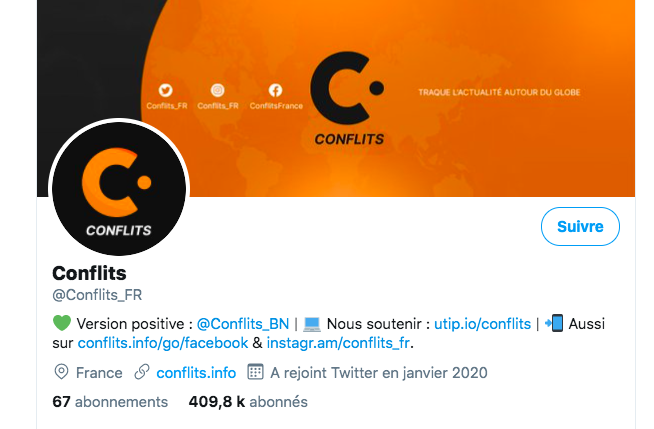 Conflits_FR Conflits_FR ConflitsFrance
CONFLITS
TRAQUE L'ACTUALITÉ AUTOUR DU GLOBE
CONFLITS
Suivre
Conflits
@Conflits_FR
💚 Version positive : @Conflits_BN | 💻 Nous soutenir : utip.io/conflits | 📲 Aussi
sur conflits.info/go/facebook & instagr.am/conflits_fr.
France conflits.info A rejoint Twitter en janvier 2020
67 abonnements 409,8 k abonnés